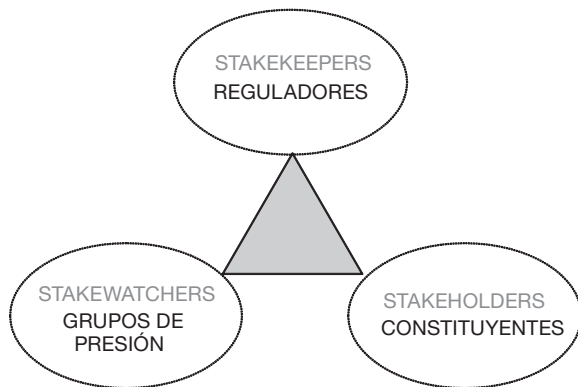 STAKEKEEPERS
REGULADORES
STAKEWATCHERS
GRUPOS DE
PRESIÓN
STAKEHOLDERS
CONSTITUYENTES